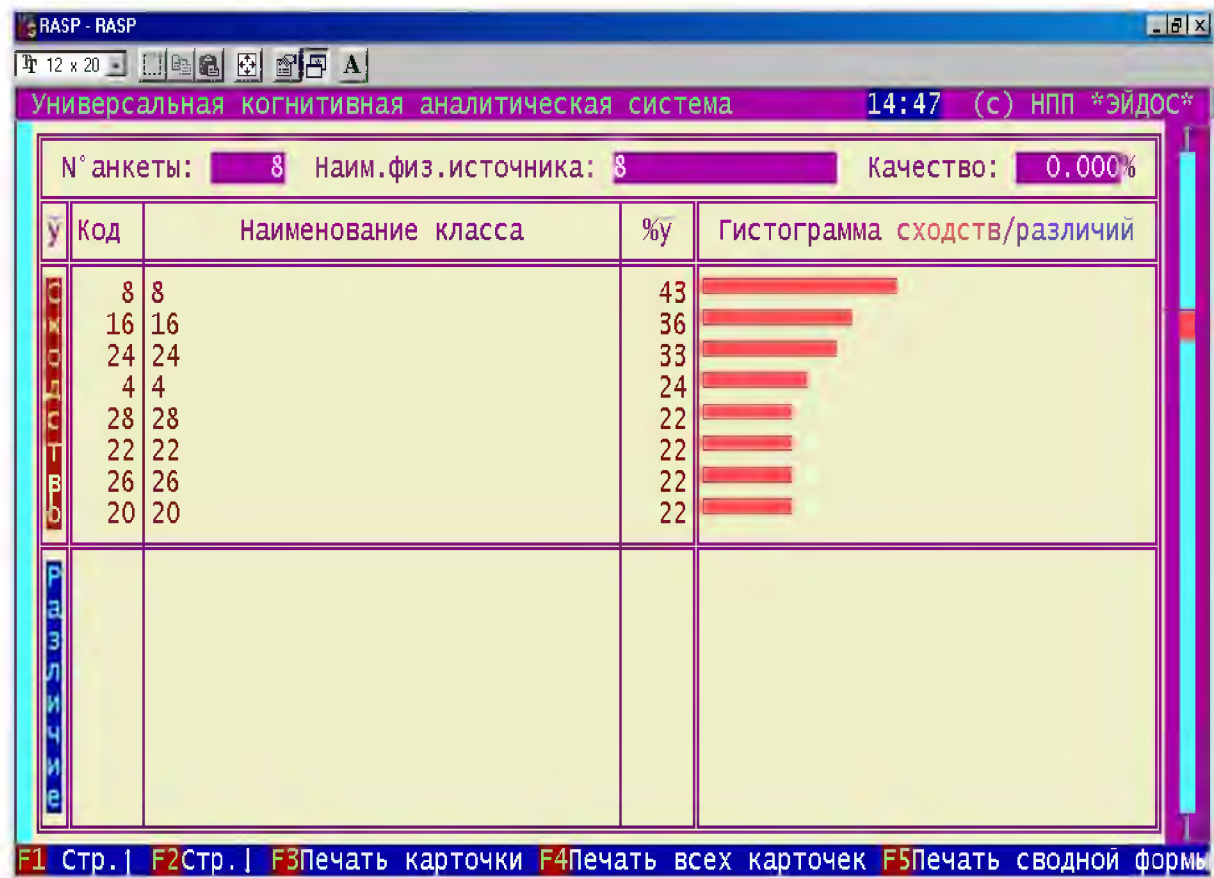 RASP - RASP
12 x 20
A
Универсальная когнитивная аналитическая система 14:47 (с) НПП *ЭЙДОС*
N°анкеты: 8 Наим.физ.источника: 8 Качество: 0.000%
у Код Наименование класса %у Гистограмма сходств/различий
Сходство
8 8 43
16 16 36
24 24 33
4 4 24
28 28 22
22 22 22
26 26 22
20 20 22
Различие
F1 Стр.↑ F2Стр.↓ F3Печать карточки F4Печать всех карточек F5Печать сводной формы